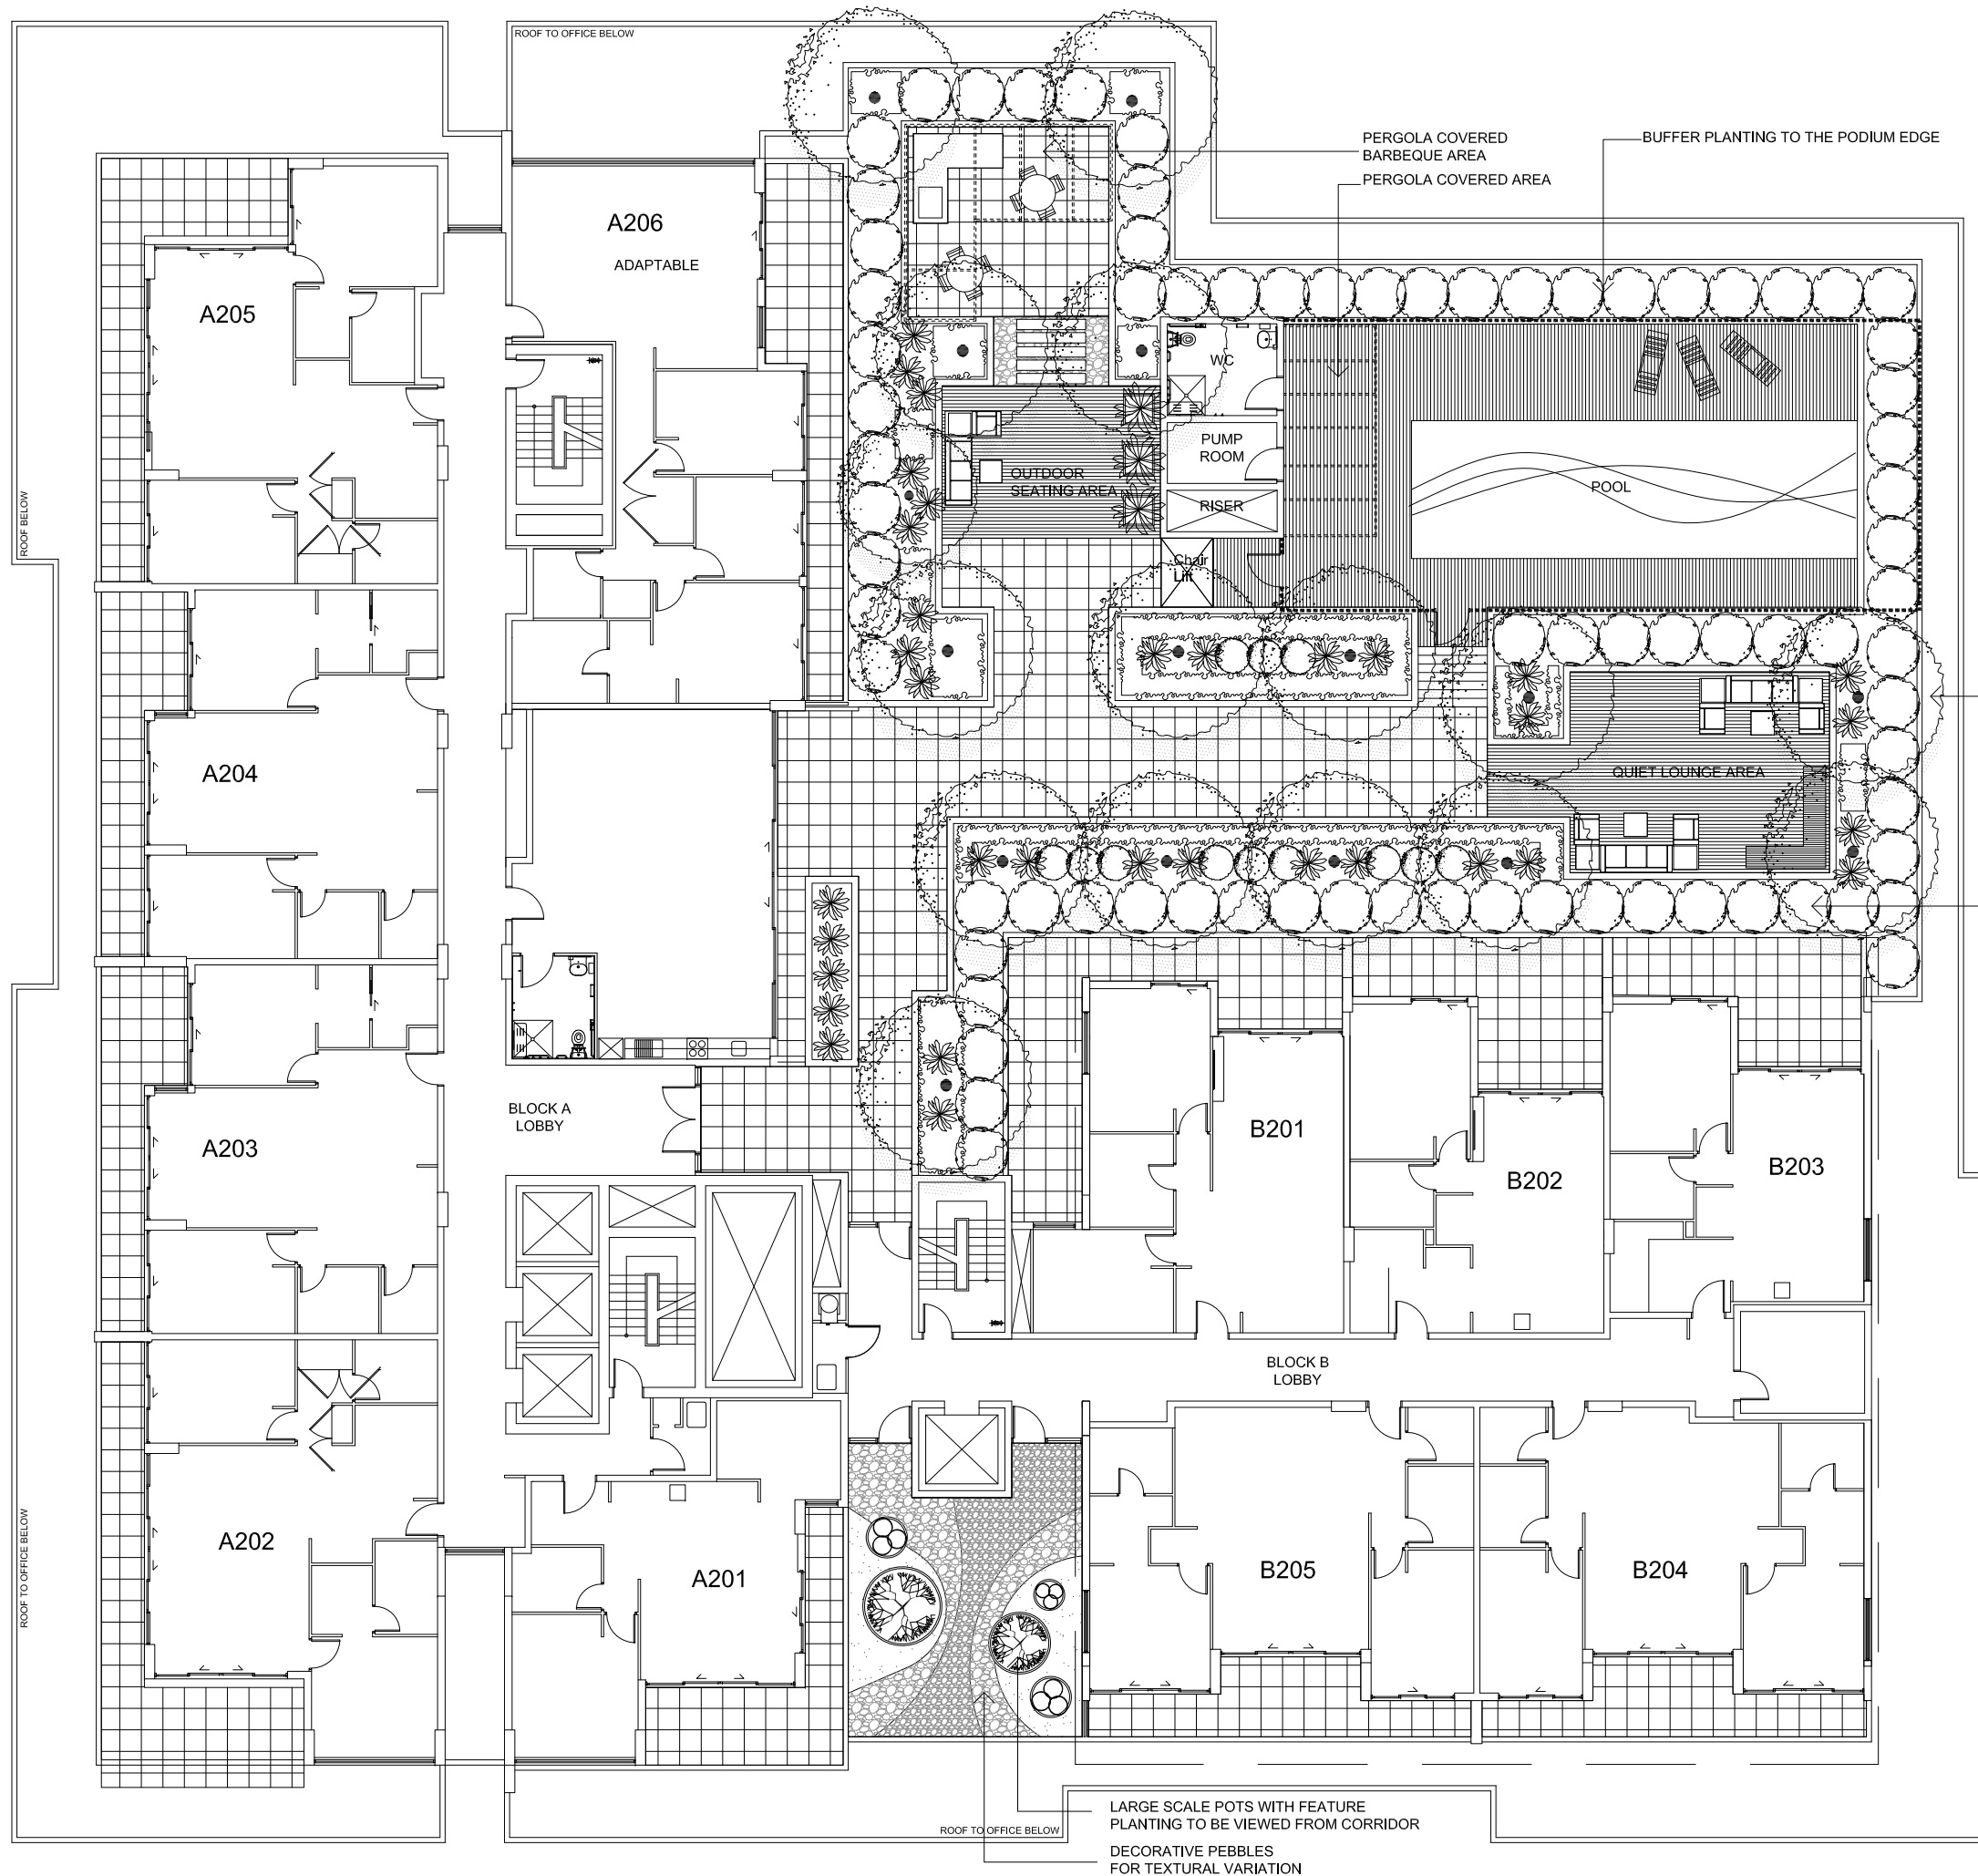 ROOF TO OFFICE BELOW
PERGOLA COVERED
BARBEQUE AREA
BUFFER PLANTING TO THE PODIUM EDGE
PERGOLA COVERED AREA
A206
ADAPTABLE
A205
WC
PUMP
ROOM
OUTDOOR
SEATING AREA
RISER
POOL
ROOF BELOW
Chair
Lift
A204
QUIET LOUNGE AREA
BLOCK A
LOBBY
A203
B201
B202
B203
BLOCK B
LOBBY
A202
A201
B205
B204
ROOF TO OFFICE BELOW
LARGE SCALE POTS WITH FEATURE
PLANTING TO BE VIEWED FROM CORRIDOR
ROOF TO OFFICE BELOW
DECORATIVE PEBBLES
FOR TEXTURAL VARIATION